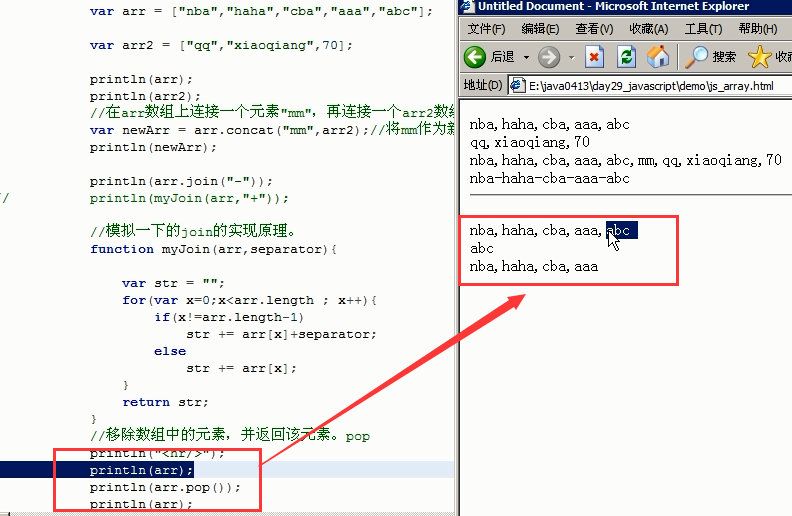 var arr = ["nba","haha","cba","aaa","abc"];
var arr2 = ["qq","xiaoqiang",70];
println(arr);
println(arr2);
//在arr数组上连接一个元素"mm"，再连接一个arr2数组
var newArr = arr.concat("mm",arr2);//将mm作为新
println(newArr);
println(arr.join("-"));
// println(myJoin(arr,"+"));
//模拟一下的join的实现原理。
function myJoin(arr,separator){
var str = "";
for(var x=0;x<arr.length ; x++){
if(x!=arr.length-1)
str += arr[x]+separator;
else
str += arr[x];
}
return str;
}
//移除数组中的元素，并返回该元素。pop
println("<hr/>");
println(arr);
println(arr.pop());
println(arr);
Untitled Document - Microsoft Internet Explorer
文件(F) 编辑(E) 查看(V) 收藏(A) 工具(T) 帮助(H)
后退 搜索 收
地址(D) E:\java0413\day29_javascript\demo\js_array.html
nba,haha,cba,aaa,abc
qq,xiaoqiang,70
nba,haha,cba,aaa,abc,mm,qq,xiaoqiang,70
nba-haha-cba-aaa-abc
nba,haha,cba,aaa,abc
abc
nba,haha,cba,aaa